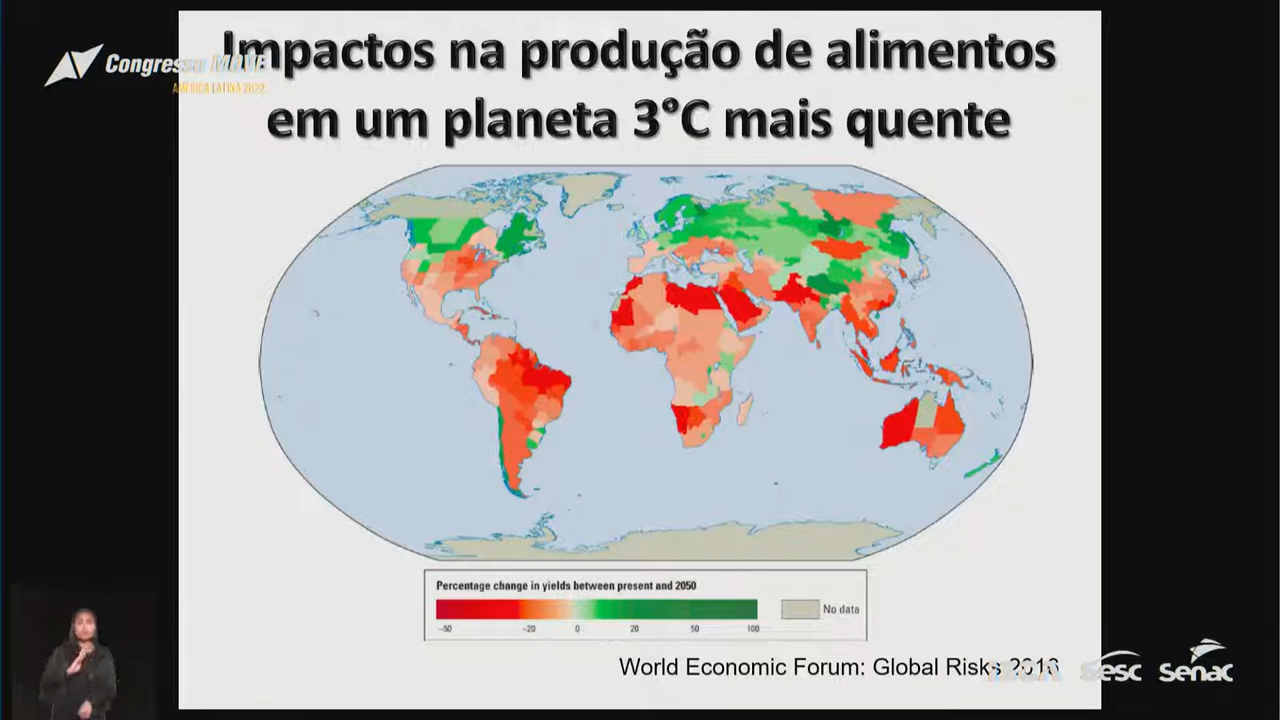 Impactos na produção de alimentos
em um planeta 3°C mais quente
Congresso MOVE
AMÉRICA LATINA 2022
Percentage change in yields between present and 2050
No data
-50 -20 0 20 50 100
World Economic Forum: Global Risks 2016
Sesc Senac